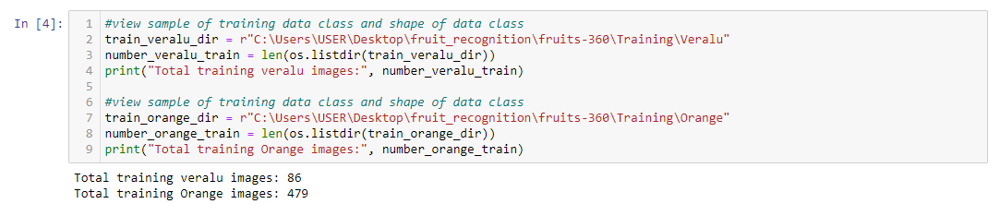 In [4]:
1 #view sample of training data class and shape of data class
2 train_veralu_dir = r"C:\Users\USER\Desktop\fruit_recognition\fruits-360\Training\Veralu"
3 number_veralu_train = len(os.listdir(train_veralu_dir))
4 print("Total training veralu images:", number_veralu_train)
5
6 #view sample of training data class and shape of data class
7 train_orange_dir = r"C:\Users\USER\Desktop\fruit_recognition\fruits-360\Training\Orange"
8 number_orange_train = len(os.listdir(train_orange_dir))
9 print("Total training Orange images:", number_orange_train)
Total training veralu images: 86
Total training Orange images: 479